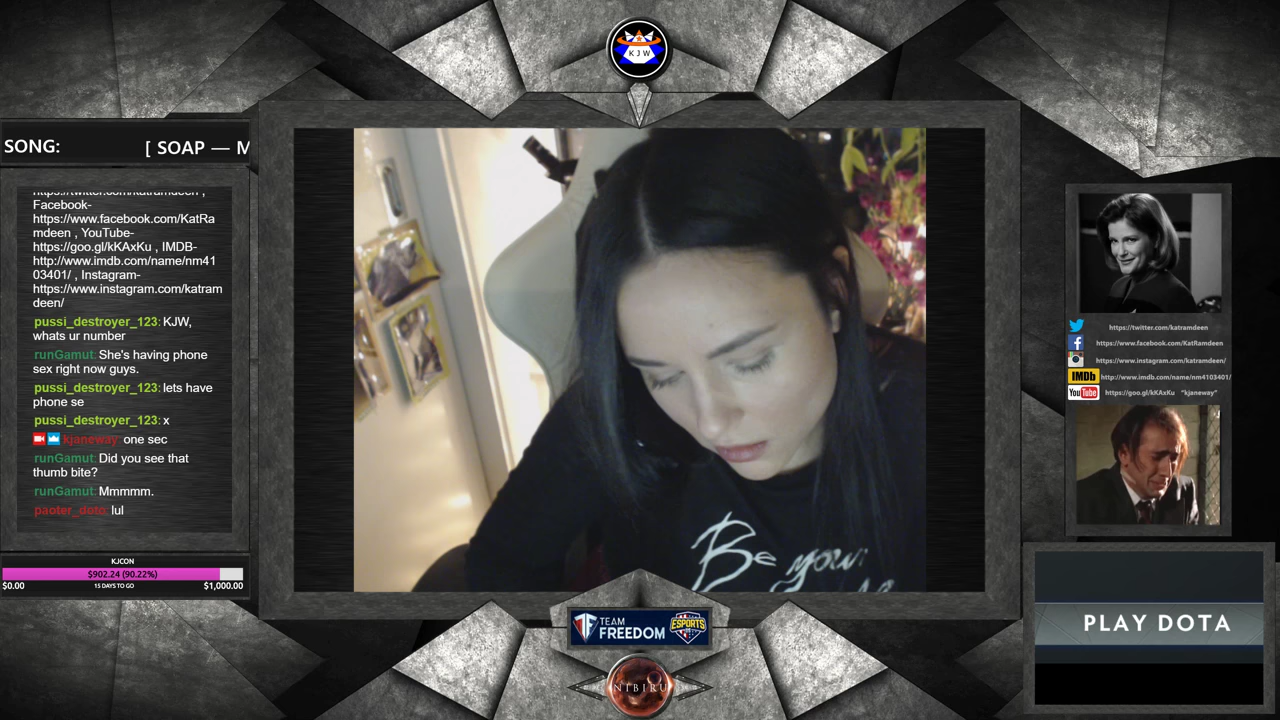 K J W
SONG: [ SOAP — M
https://twitter.com/katramdeen ,
Facebook-
https://www.facebook.com/KatRa
mdeen , YouTube-
https://goo.gl/kKAxKu , IMDB-
http://www.imdb.com/name/nm41
03401/ , Instagram-
https://www.instagram.com/katram
deen/
pussi_destroyer_123: KJW,
whats ur number
runGamut: She's having phone
sex right now guys.
pussi_destroyer_123: lets have
phone se
pussi_destroyer_123: x
kjaneway: one sec
runGamut: Did you see that
thumb bite?
runGamut: Mmmmm.
paoter_doto: lul
KJCON
$902.24 (90.22%)
$0.00 15 DAYS TO GO $1,000.00
Be your
TEAM
FREEDOM
ESPORTS
NIBIRU
https://twitter.com/katramdeen
https://www.facebook.com/KatRamdeen
https://www.instagram.com/katramdeen/
IMDb http://www.imdb.com/name/nm4103401/
YouTube https://goo.gl/kKAxKu "kjaneway"
PLAY DOTA